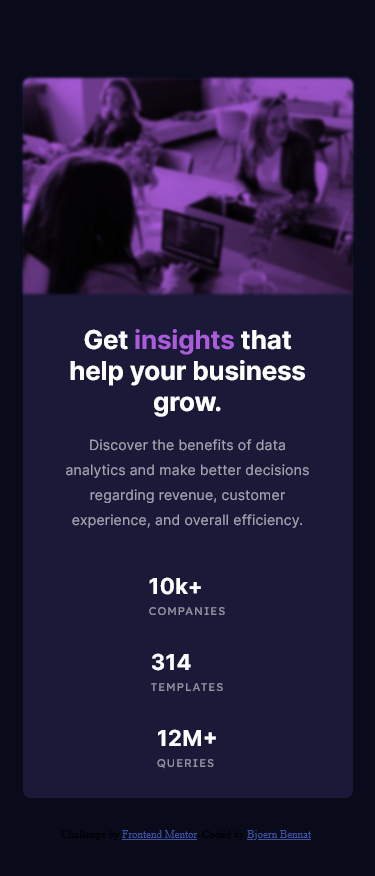 Get insights that
help your business
grow.
Discover the benefits of data
analytics and make better decisions
regarding revenue, customer
experience, and overall efficiency.
10k+
COMPANIES
314
TEMPLATES
12M+
QUERIES
Challenge by Frontend Mentor. Coded by Bjoern Bennat